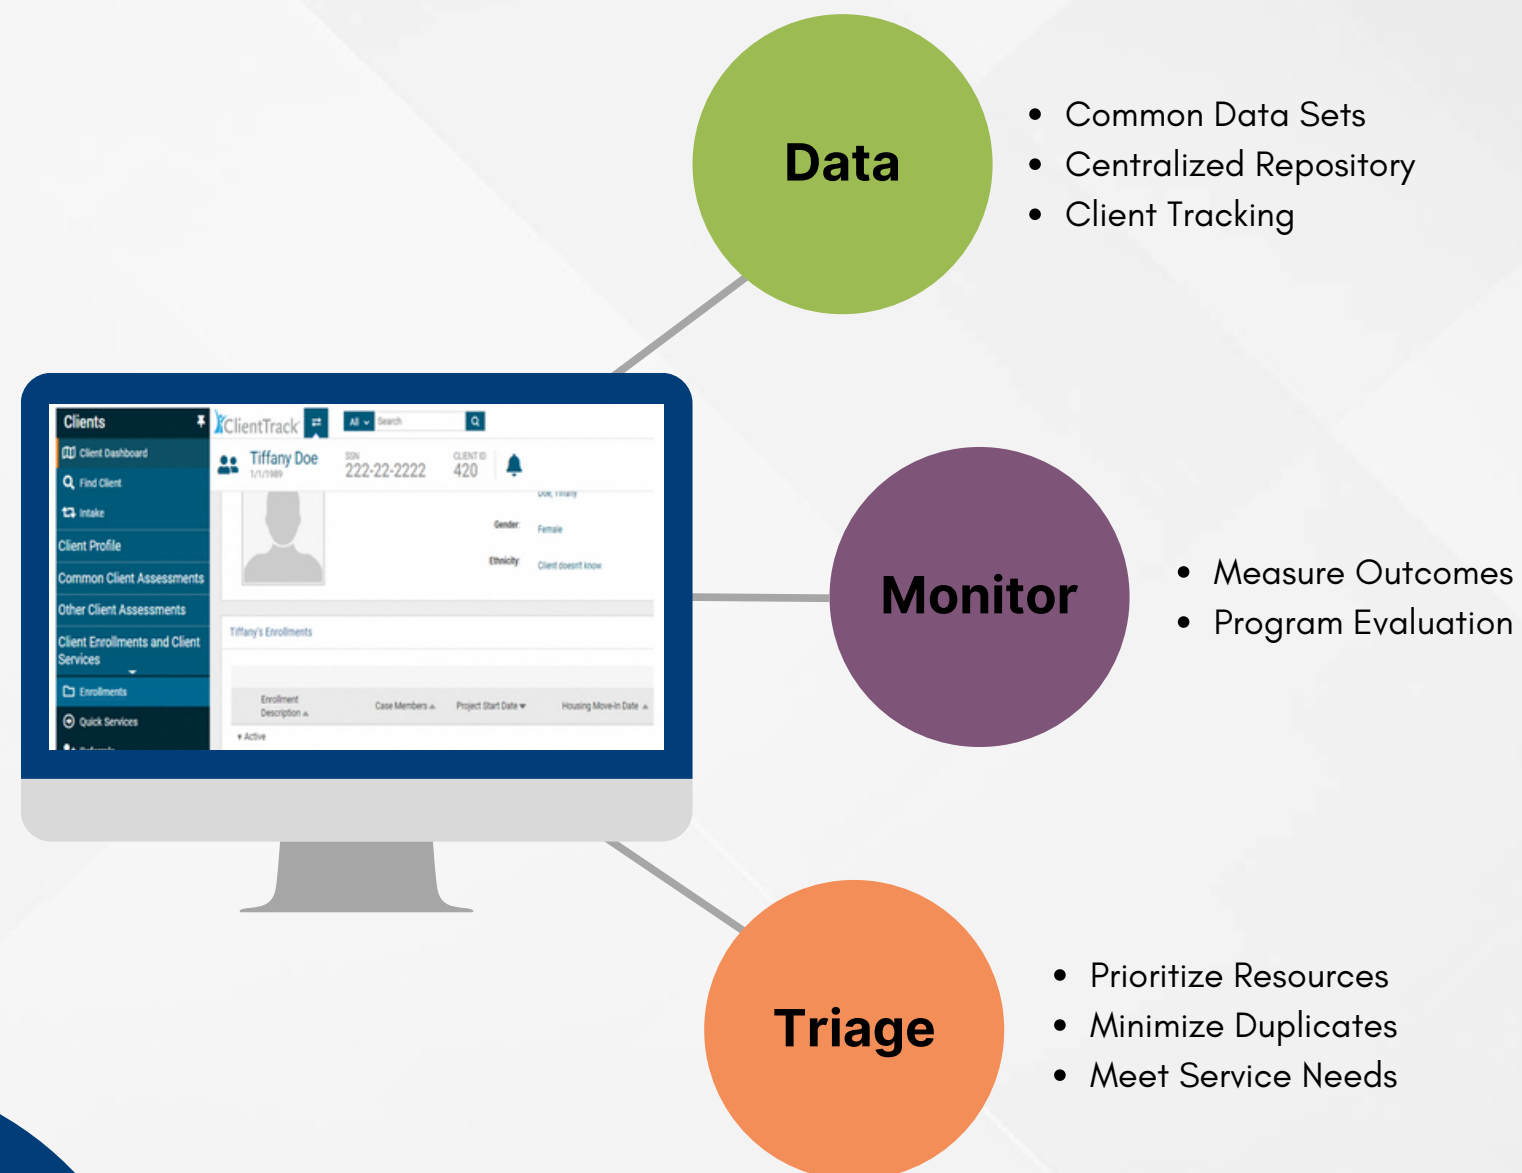 Data
• Common Data Sets
• Centralized Repository
• Client Tracking
Clients
ClientTrack
All
Search
Client Dashboard
Tiffany Doe
1/1/1989
SSN
222-22-2222
CLIENT ID
420
Find Client
Intake
Doe, Tiffany
Gender:
Female
Client Profile
Ethnicity:
Client doesn't know
Common Client Assessments
Other Client Assessments
Tiffany's Enrollments
Client Enrollments and Client
Services
Enrollments
Enrollment
Description
Case Members
Project Start Date
Housing Move-In Date
Quick Services
Active
Referrals
Monitor
• Measure Outcomes
• Program Evaluation
Triage
• Prioritize Resources
• Minimize Duplicates
• Meet Service Needs